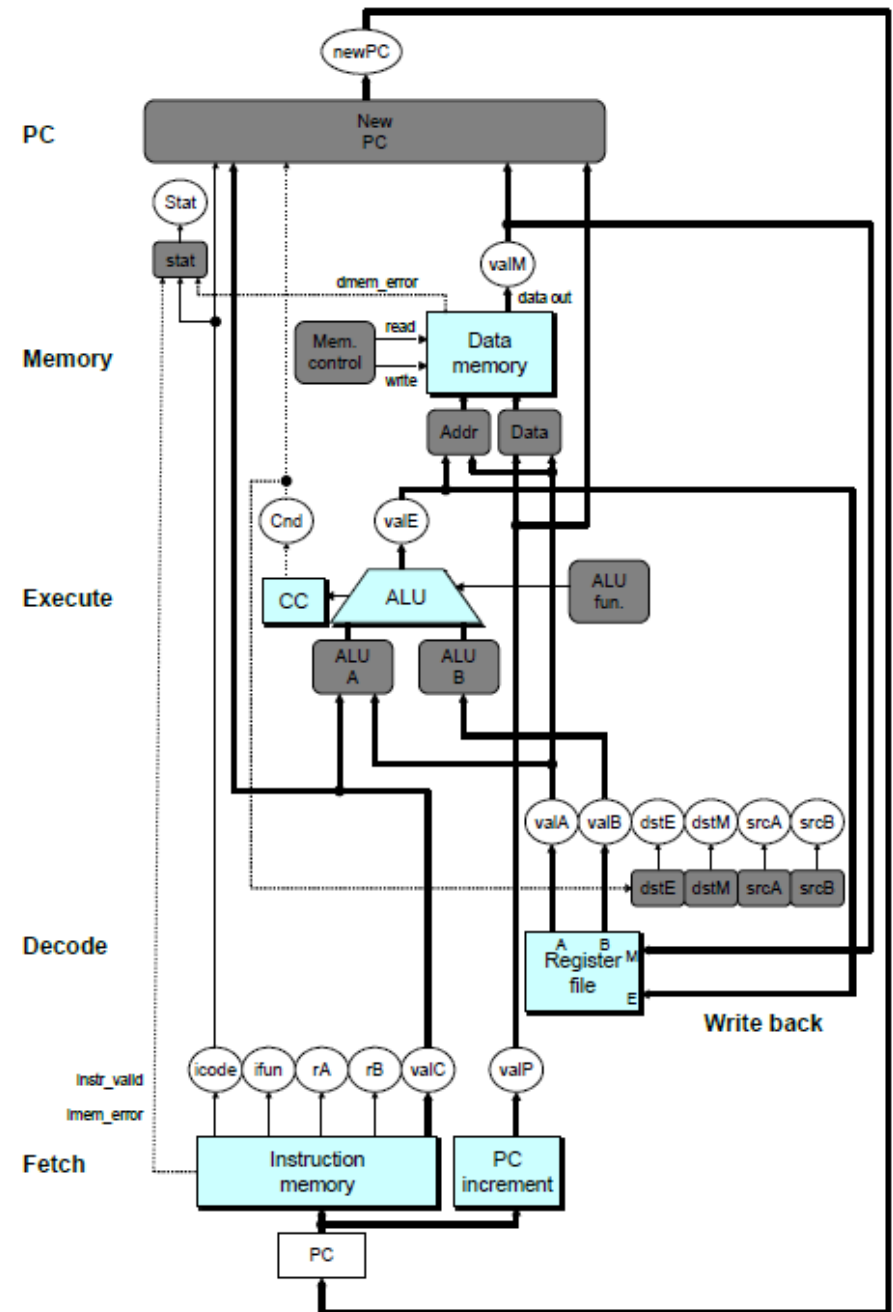 newPC
PC
New
PC
Stat
stat
valM
dmem_error
data out
Memory
Mem.
control
read
write
Data
memory
Addr
Data
Cnd
valE
Execute
CC
ALU
ALU
fun.
ALU
A
ALU
B
valA
valB
dstE
dstM
srcA
srcB
dstE
dstM
srcA
srcB
Decode
A
B
M
Register
file
E
Write back
icode
ifun
rA
rB
valC
valP
Instr_valid
Imem_error
Fetch
Instruction
memory
PC
increment
PC